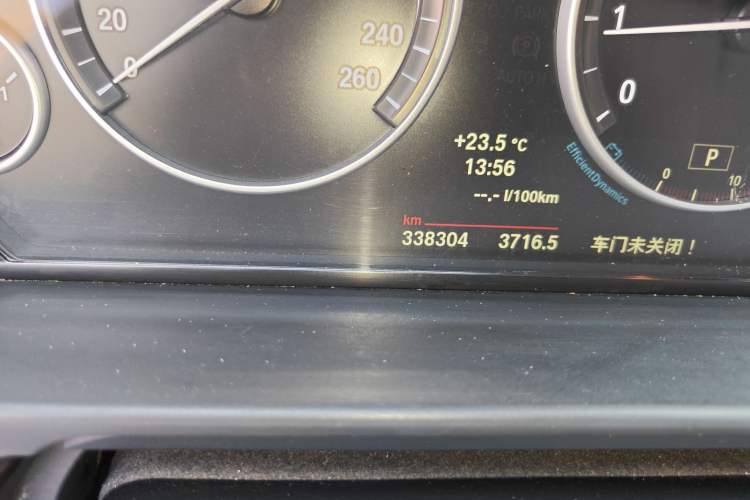 20
0
240
260
1
0
+23.5 °C
13:56
--.- l/100km
EfficientDynamics
P
0
10
km
338304 3716.5 车门未关闭！